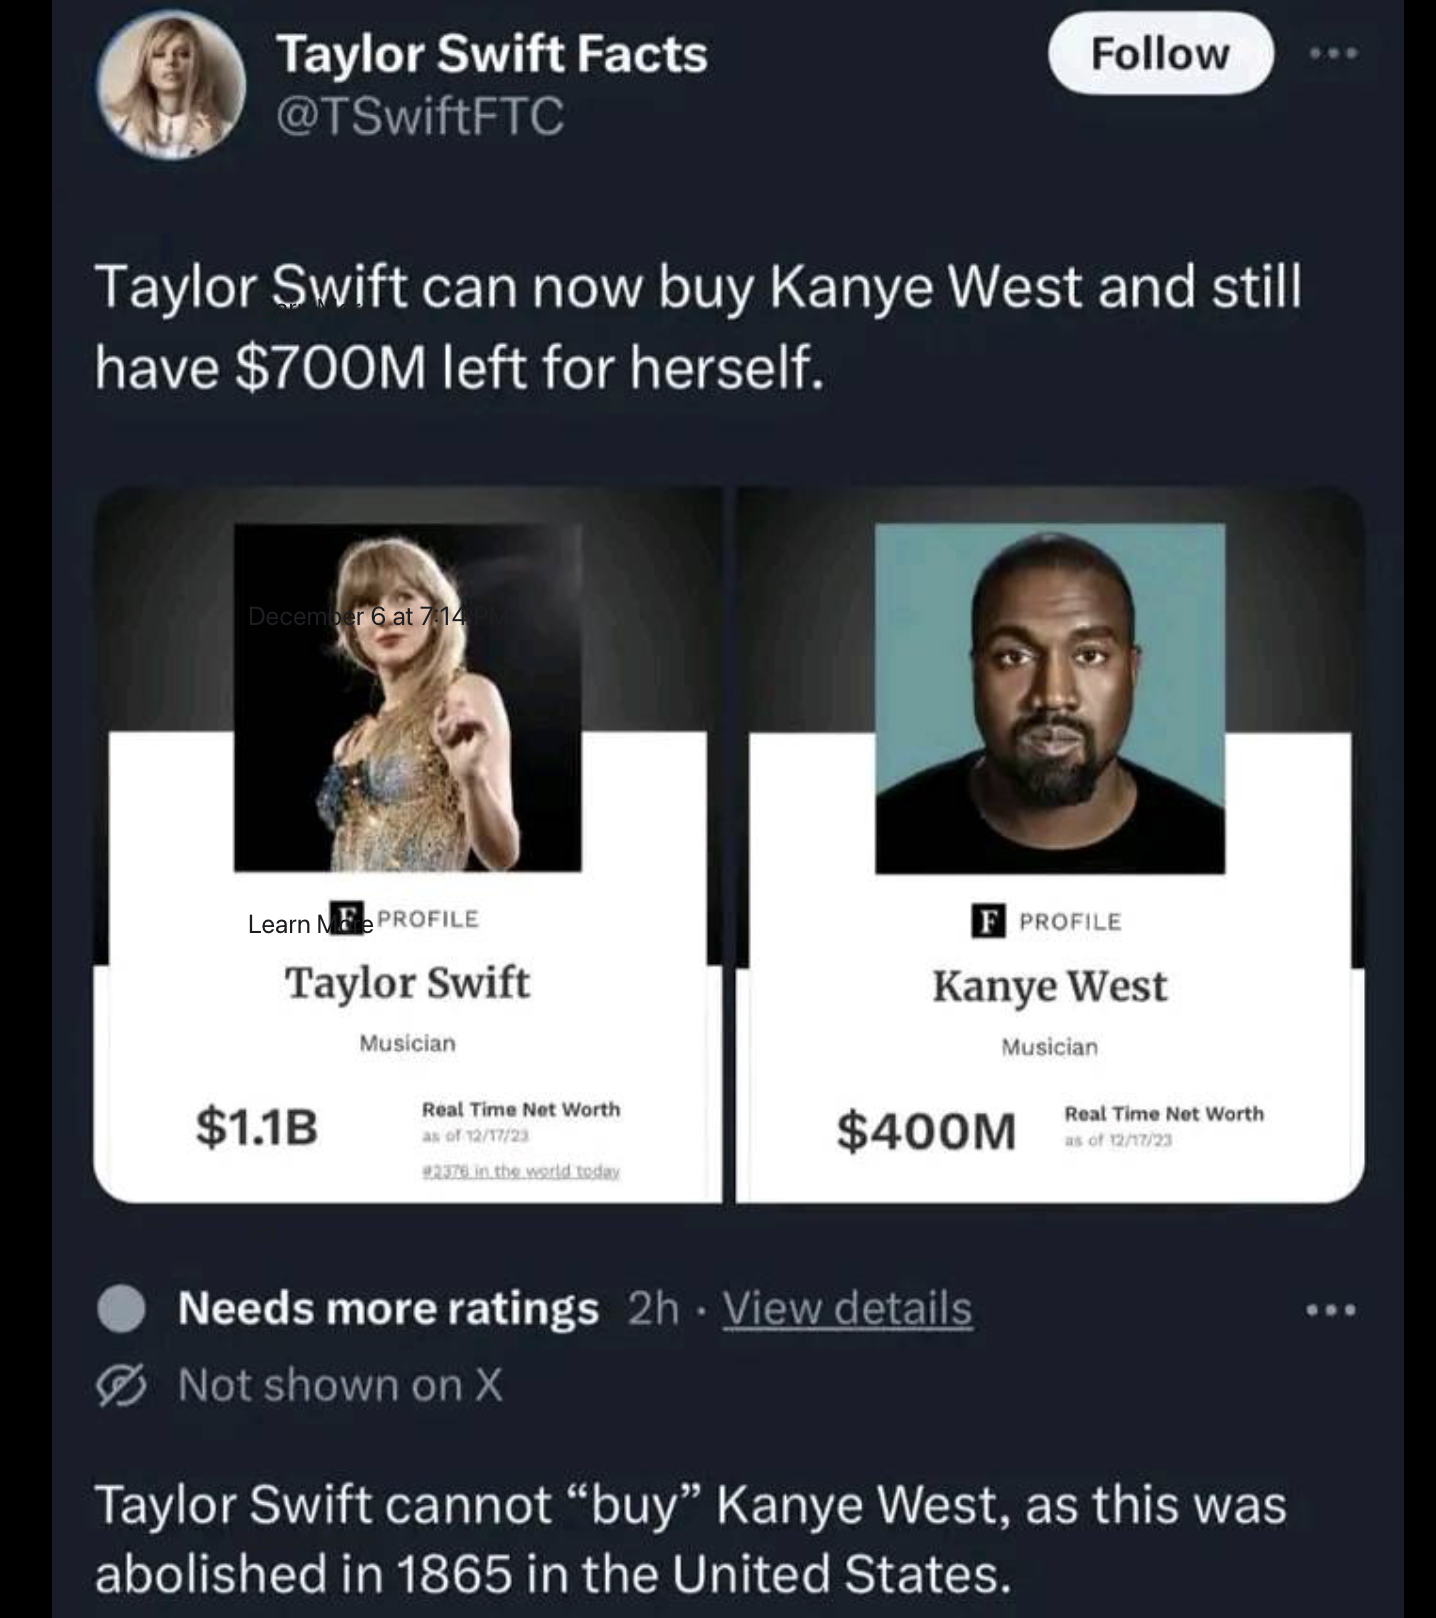 Taylor Swift Facts
Follow
@TSwiftFTC
Taylor Swift can now buy Kanye West and still
have $700M left for herself.
December 6 at 7:14 PM
Learn More
F PROFILE
Taylor Swift
Musician
$1.1B
Real Time Net Worth
as of 12/17/23
#2376 in the world today
F PROFILE
Kanye West
Musician
$400M
Real Time Net Worth
as of 12/17/23
Needs more ratings 2h · View details
Not shown on X
Taylor Swift cannot “buy” Kanye West, as this was
abolished in 1865 in the United States.